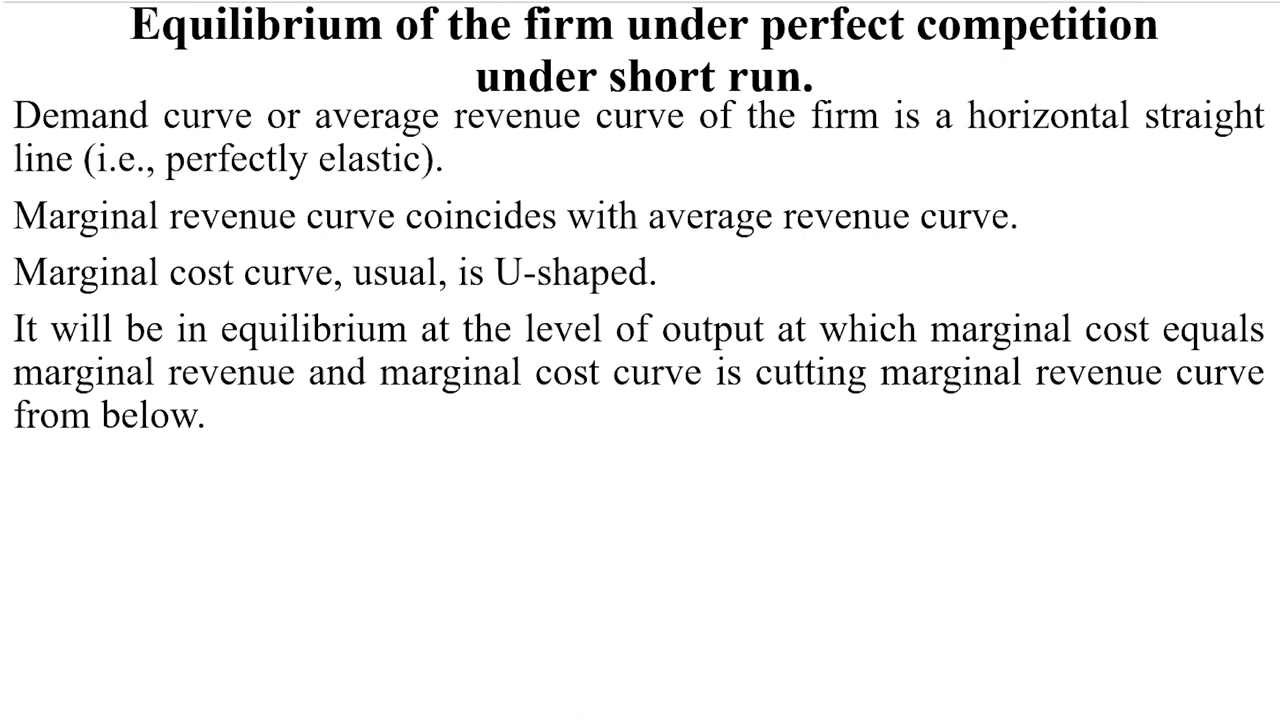 Equilibrium of the firm under perfect competition
under short run.
Demand curve or average revenue curve of the firm is a horizontal straight
line (i.e., perfectly elastic).
Marginal revenue curve coincides with average revenue curve.
Marginal cost curve, usual, is U-shaped.
It will be in equilibrium at the level of output at which marginal cost equals
marginal revenue and marginal cost curve is cutting marginal revenue curve
from below.